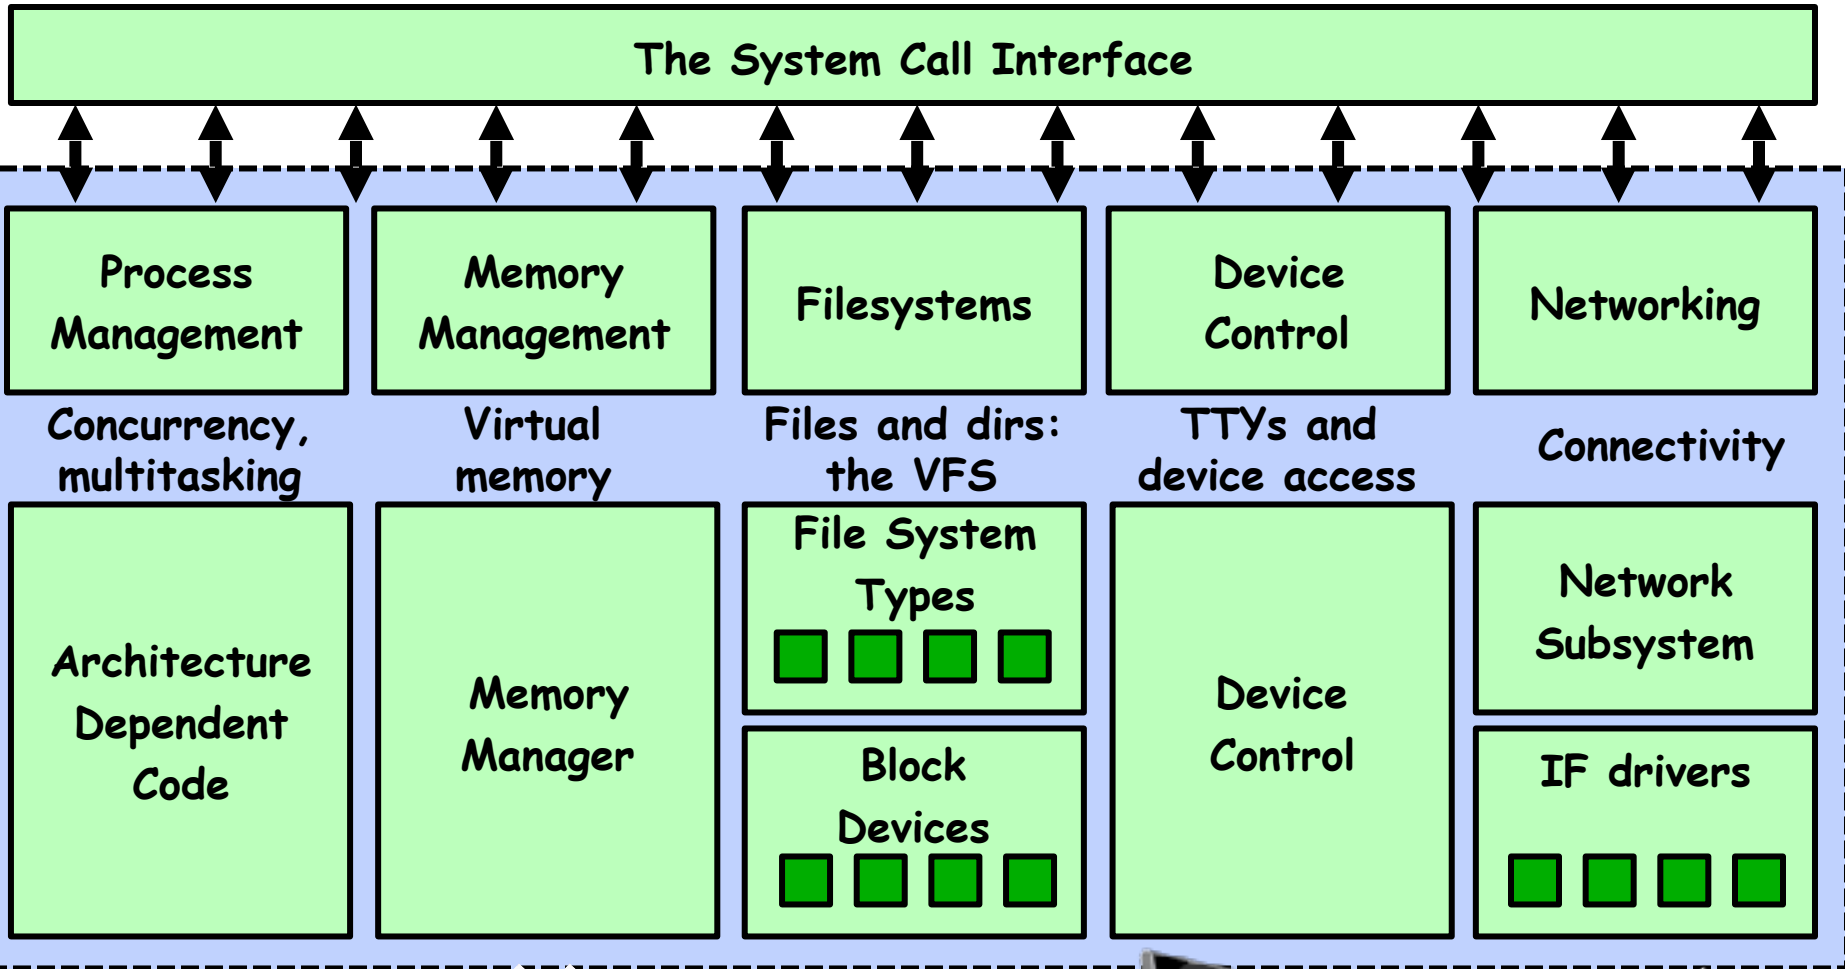 The System Call Interface
Process
Management
Memory
Management
Filesystems
Device
Control
Networking
Concurrency,
multitasking
Virtual
memory
Files and dirs:
the VFS
TTYs and
device access
Connectivity
Architecture
Dependent
Code
Memory
Manager
File System
Types
Block
Devices
Device
Control
Network
Subsystem
IF drivers